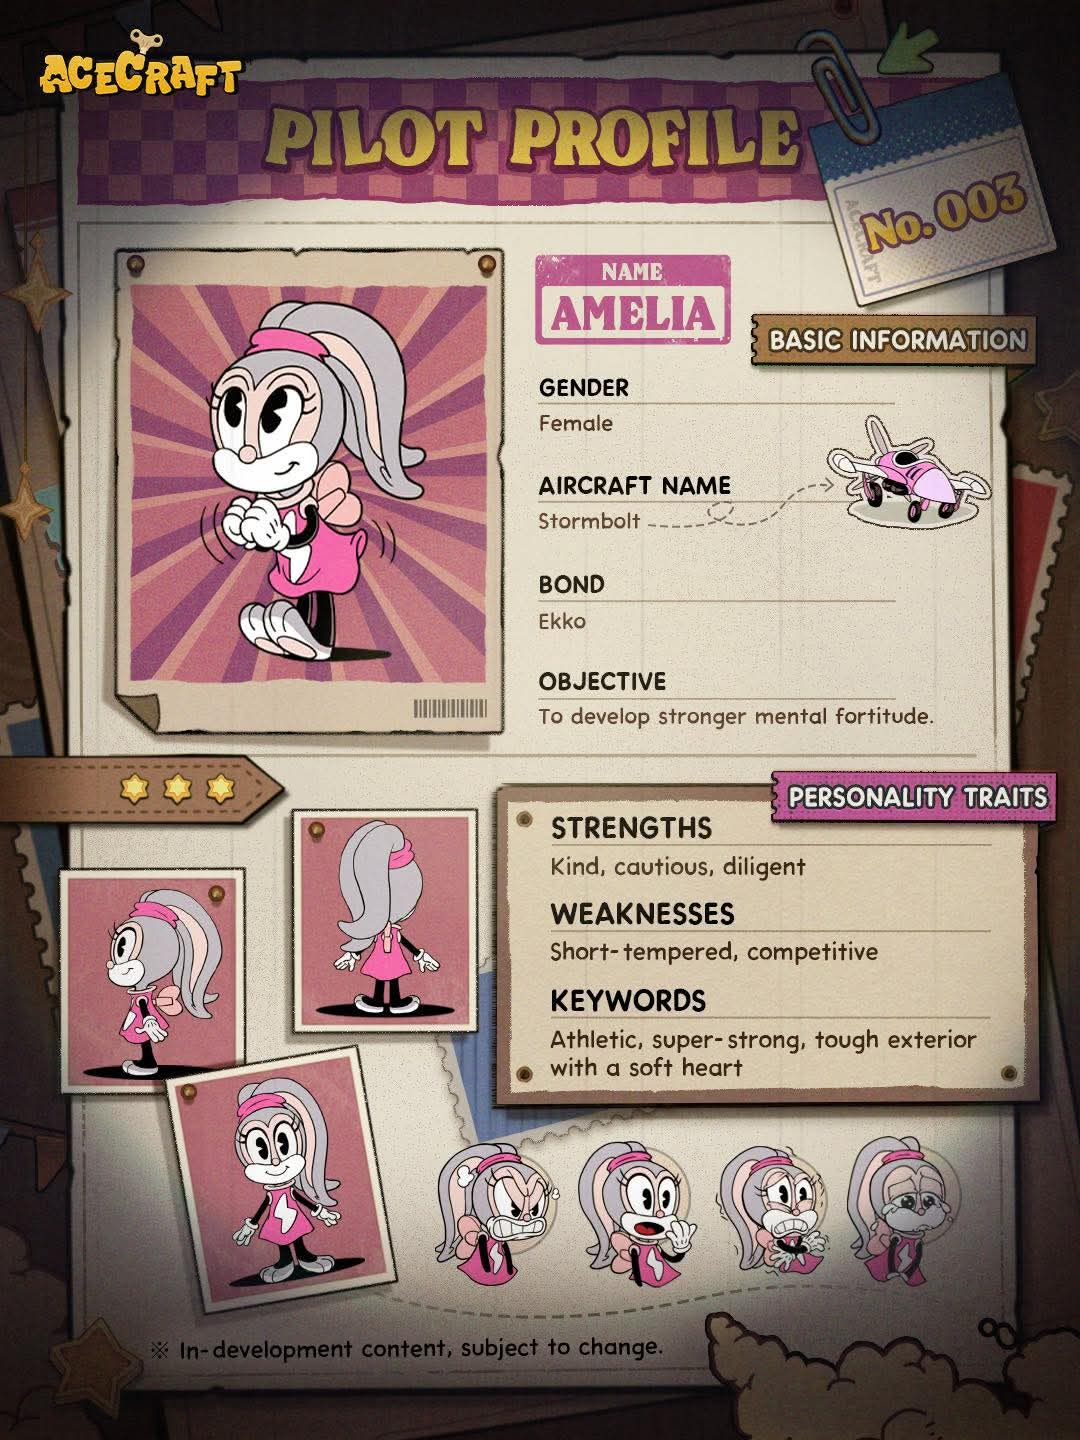 ACECRAFT
PILOT PROFILE
No. 003
ACECRAFT
NAME
AMELIA
BASIC INFORMATION
GENDER
Female
AIRCRAFT NAME
Stormbolt
BOND
Ekko
OBJECTIVE
To develop stronger mental fortitude.
PERSONALITY TRAITS
STRENGTHS
Kind, cautious, diligent
WEAKNESSES
Short-tempered, competitive
KEYWORDS
Athletic, super-strong, tough exterior
with a soft heart
※ In-development content, subject to change.